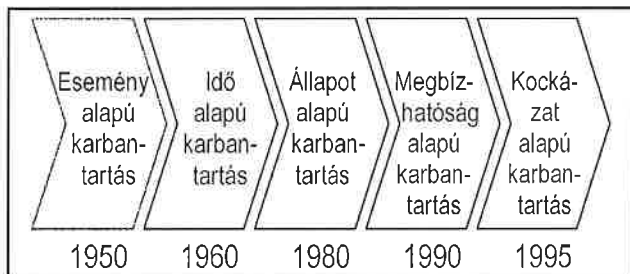 Esemény
alapú
karban-
tartás
Idő
alapú
karban-
tartás
Állapot
alapú
karban-
tartás
Megbíz-
hatóság
alapú
karban-
tartás
Kocká-
zat
alapú
karban-
tartás
1950 1960 1980 1990 1995